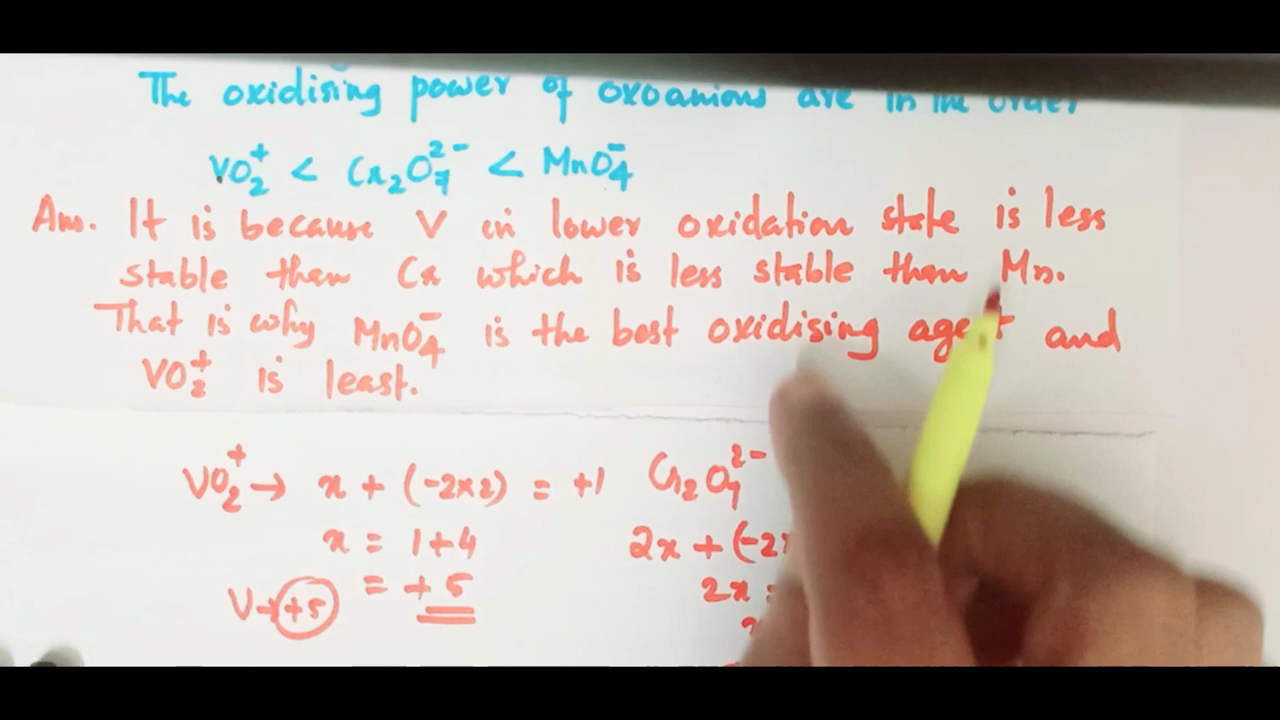 The oxidising power of oxoanions are in the order
VO₂⁺ < Cr₂O₇²⁻ < MnO₄⁻
Ans. It is because V in lower oxidation state is less
stable than Cr which is less stable than Mn.
That is why MnO₄⁻ is the best oxidising agent and
VO₂⁺ is least.
VO₂⁺ → x + (-2×2) = +1
x = 1+4
= +5
V→+5
Cr₂O₇²⁻
2x + (-2x
2x =